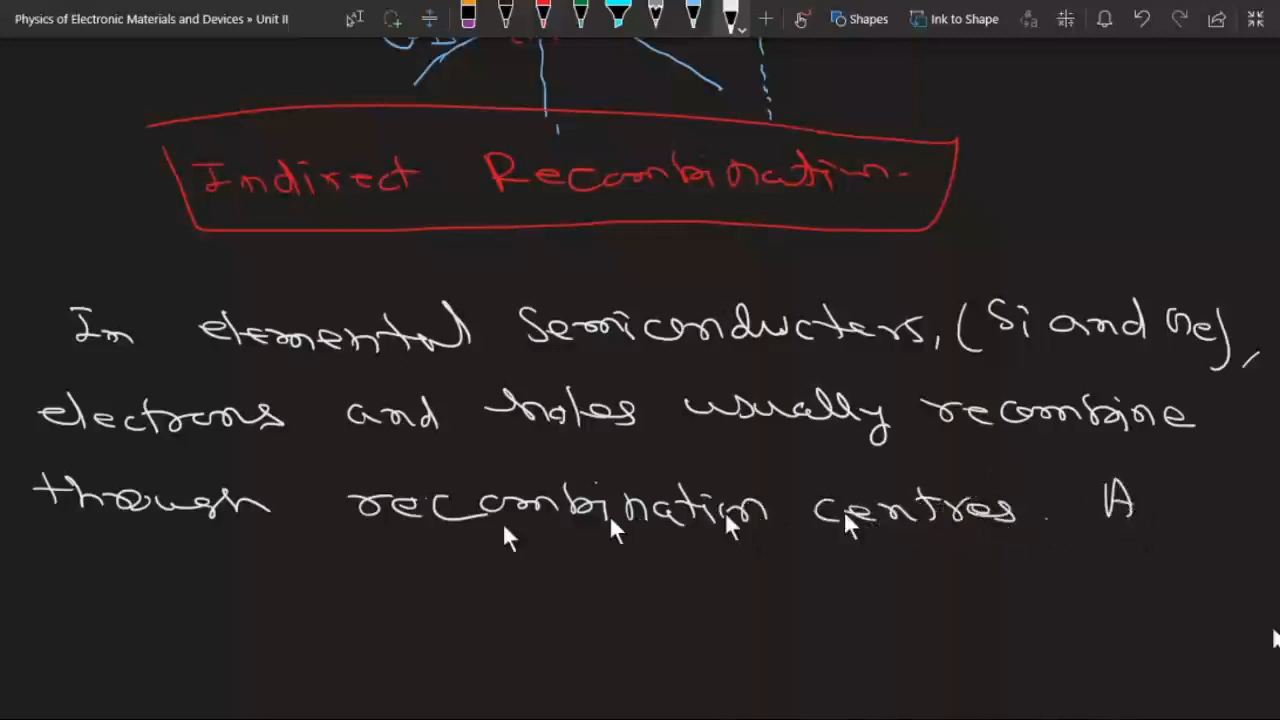 Physics of Electronic Materials and Devices » Unit II
Shapes
Ink to Shape
Indirect Recombination.
In elemental semiconductors, (Si and Ge),
electrons and holes usually recombine
through recombination centres. A